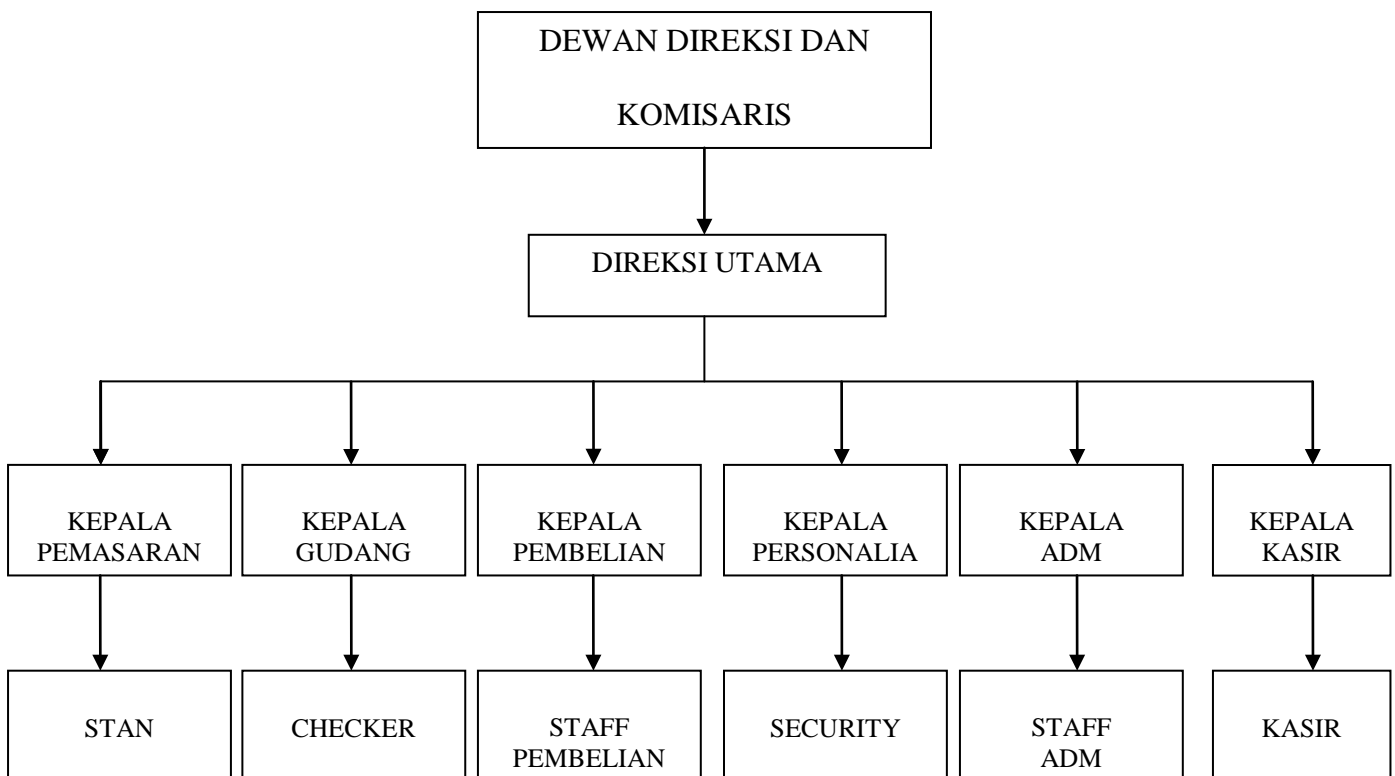 DEWAN DIREKSI DAN
KOMISARIS
DIREKSI UTAMA
KEPALA
PEMASARAN
KEPALA
GUDANG
KEPALA
PEMBELIAN
KEPALA
PERSONALIA
KEPALA
ADM
KEPALA
KASIR
STAN
CHECKER
STAFF
PEMBELIAN
SECURITY
STAFF
ADM
KASIR